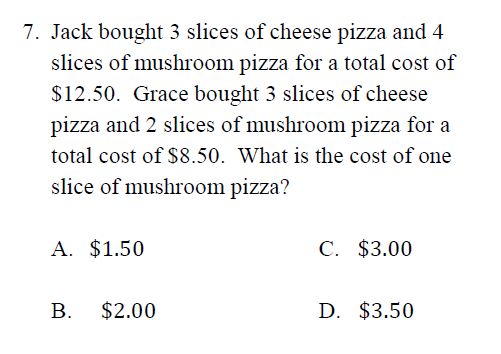 7. Jack bought 3 slices of cheese pizza and 4
slices of mushroom pizza for a total cost of
$12.50. Grace bought 3 slices of cheese
pizza and 2 slices of mushroom pizza for a
total cost of $8.50. What is the cost of one
slice of mushroom pizza?
A. $1.50 C. $3.00
B. $2.00 D. $3.50